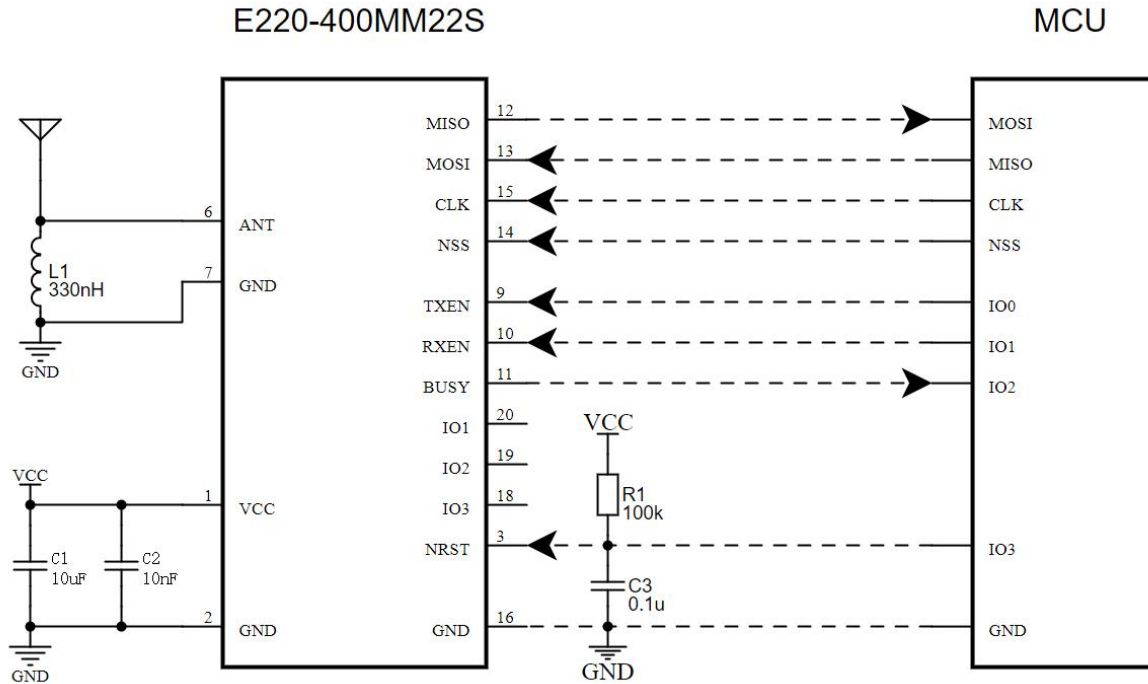 E220-400MM22S
MCU
12
MISO
MOSI
13
MOSI
MISO
15
CLK
CLK
6
ANT
14
NSS
NSS
L1
330nH
7
GND
9
TXEN
IO0
10
RXEN
IO1
GND
11
BUSY
IO2
20
IO1
VCC
19
IO2
VCC
1
VCC
18
IO3
R1
100k
3
NRST
IO3
C1
10uF
C2
10nF
C3
0.1u
2
GND
16
GND
GND
GND
GND